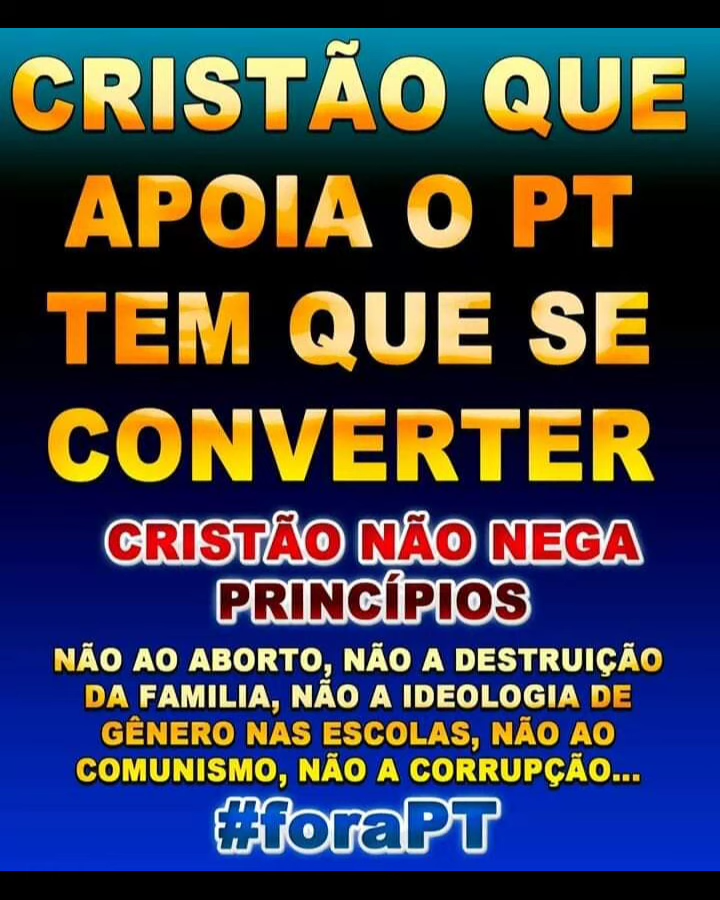 CRISTÃO QUE
APOIA O PT
TEM QUE SE
CONVERTER
CRISTÃO NÃO NEGA
PRINCÍPIOS
NÃO AO ABORTO, NÃO A DESTRUIÇÃO
DA FAMILIA, NÃO A IDEOLOGIA DE
GÊNERO NAS ESCOLAS, NÃO AO
COMUNISMO, NÃO A CORRUPÇÃO...
#foraPT